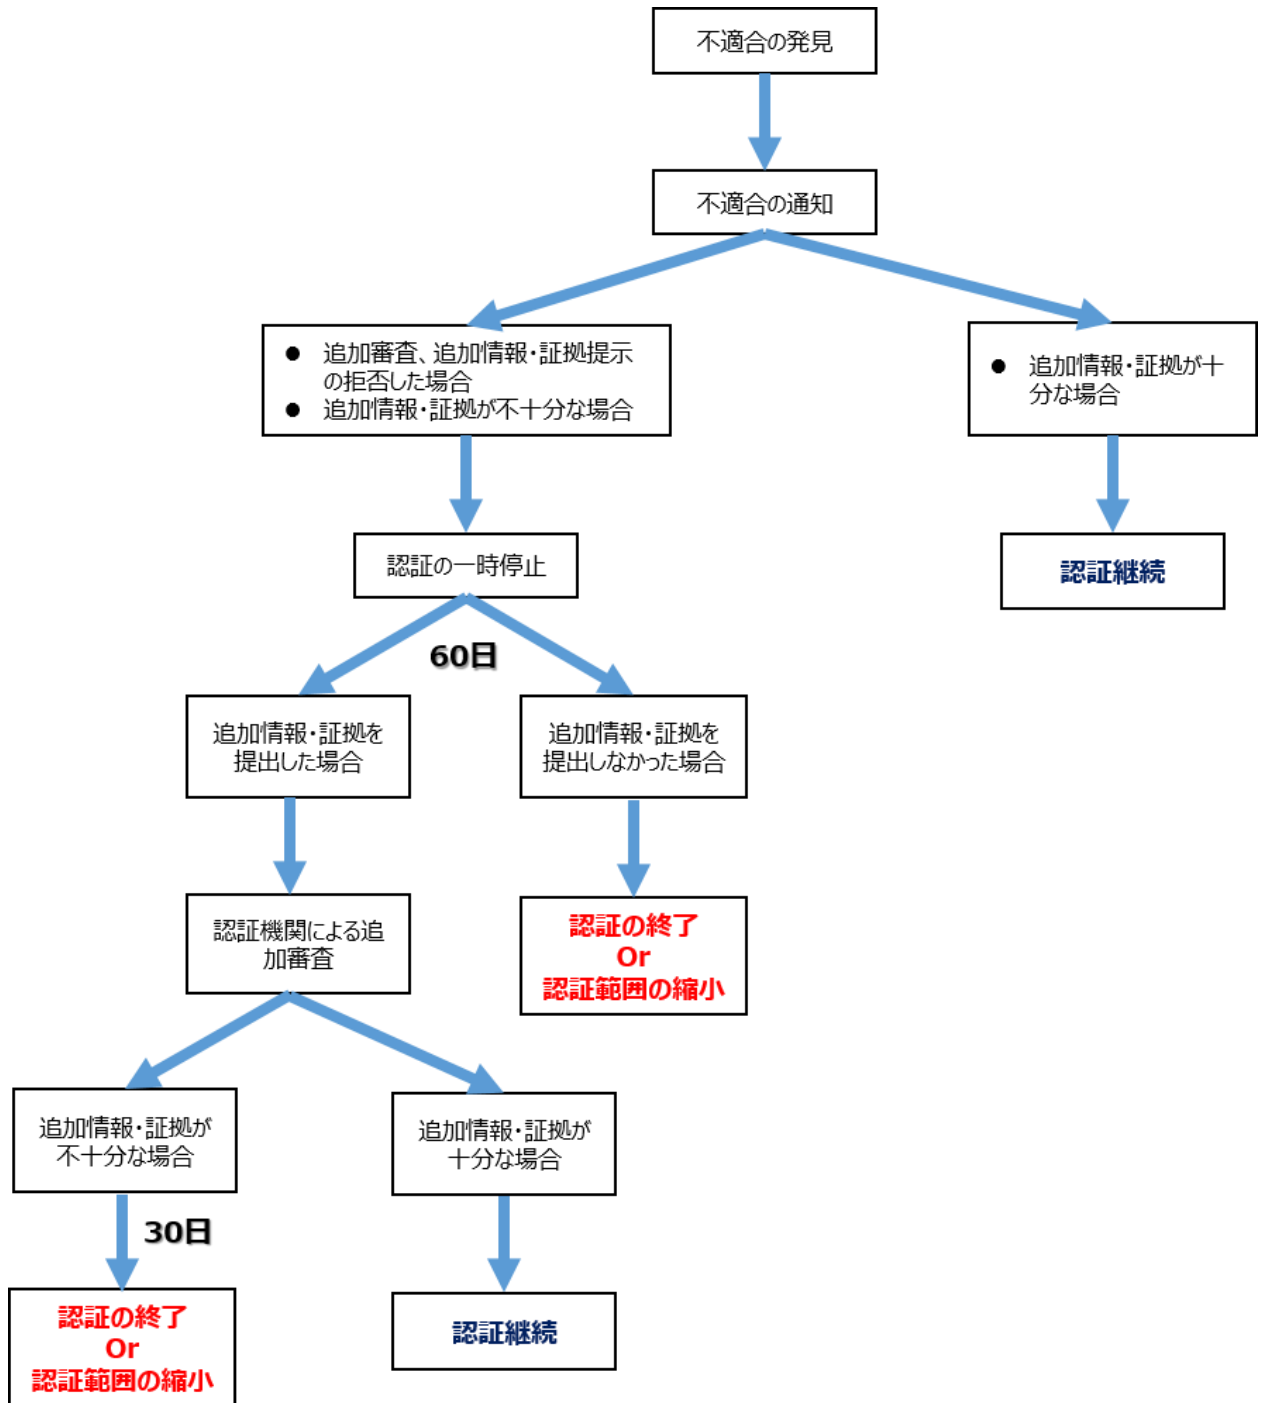 不適合の発見
不適合の通知
● 追加審査、追加情報・証拠提示
の拒否した場合
● 追加情報・証拠が不十分な場合
● 追加情報・証拠が十
分な場合
認証の一時停止
認証継続
60日
追加情報・証拠を
提出した場合
追加情報・証拠を
提出しなかった場合
認証機関による追
加審査
認証の終了
Or
認証範囲の縮小
追加情報・証拠が
不十分な場合
追加情報・証拠が
十分な場合
30日
認証の終了
Or
認証範囲の縮小
認証継続